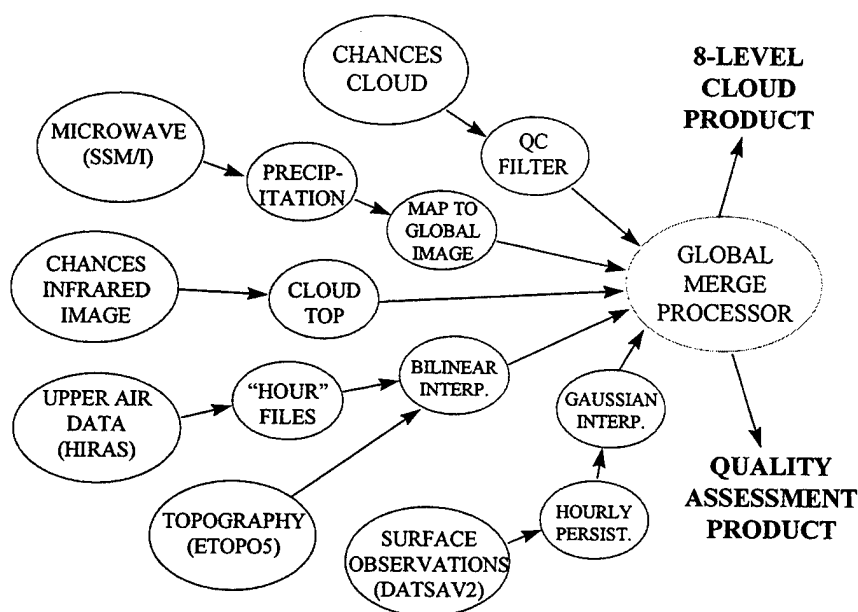 CHANCES
CLOUD
8-LEVEL
CLOUD
PRODUCT
MICROWAVE
(SSM/I)
PRECIP-
ITATION
QC
FILTER
MAP TO
GLOBAL
IMAGE
CHANCES
INFRARED
IMAGE
CLOUD
TOP
GLOBAL
MERGE
PROCESSOR
UPPER AIR
DATA
(HIRAS)
“HOUR”
FILES
BILINEAR
INTERP.
GAUSSIAN
INTERP.
TOPOGRAPHY
(ETOPO5)
SURFACE
OBSERVATIONS
(DATSAV2)
HOURLY
PERSIST.
QUALITY
ASSESSMENT
PRODUCT